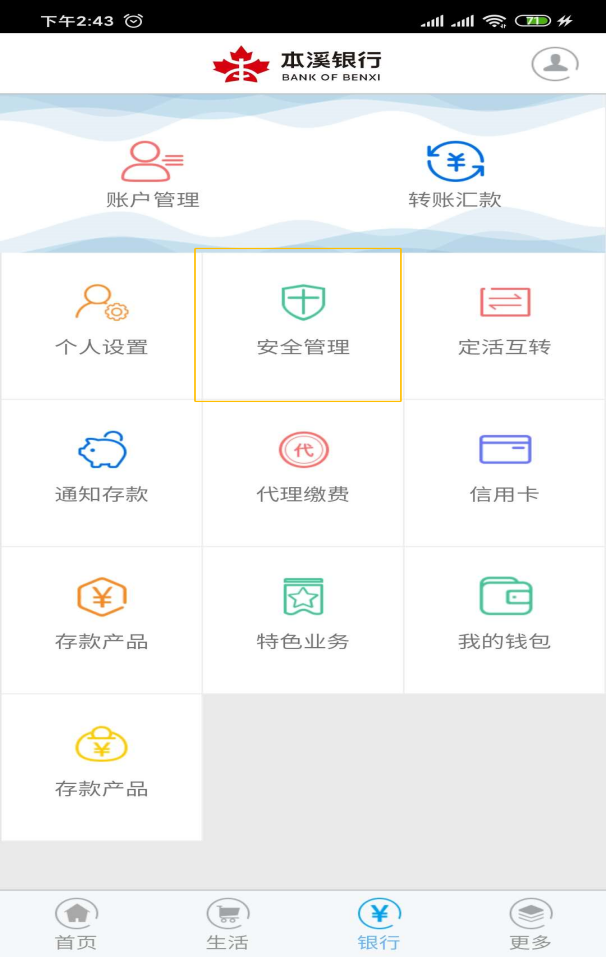 下午2:43
71
本溪银行
BANK OF BENXI
账户管理
转账汇款
个人设置
安全管理
定活互转
通知存款
代
代理缴费
信用卡
存款产品
特色业务
我的钱包
存款产品
首页
生活
银行
更多